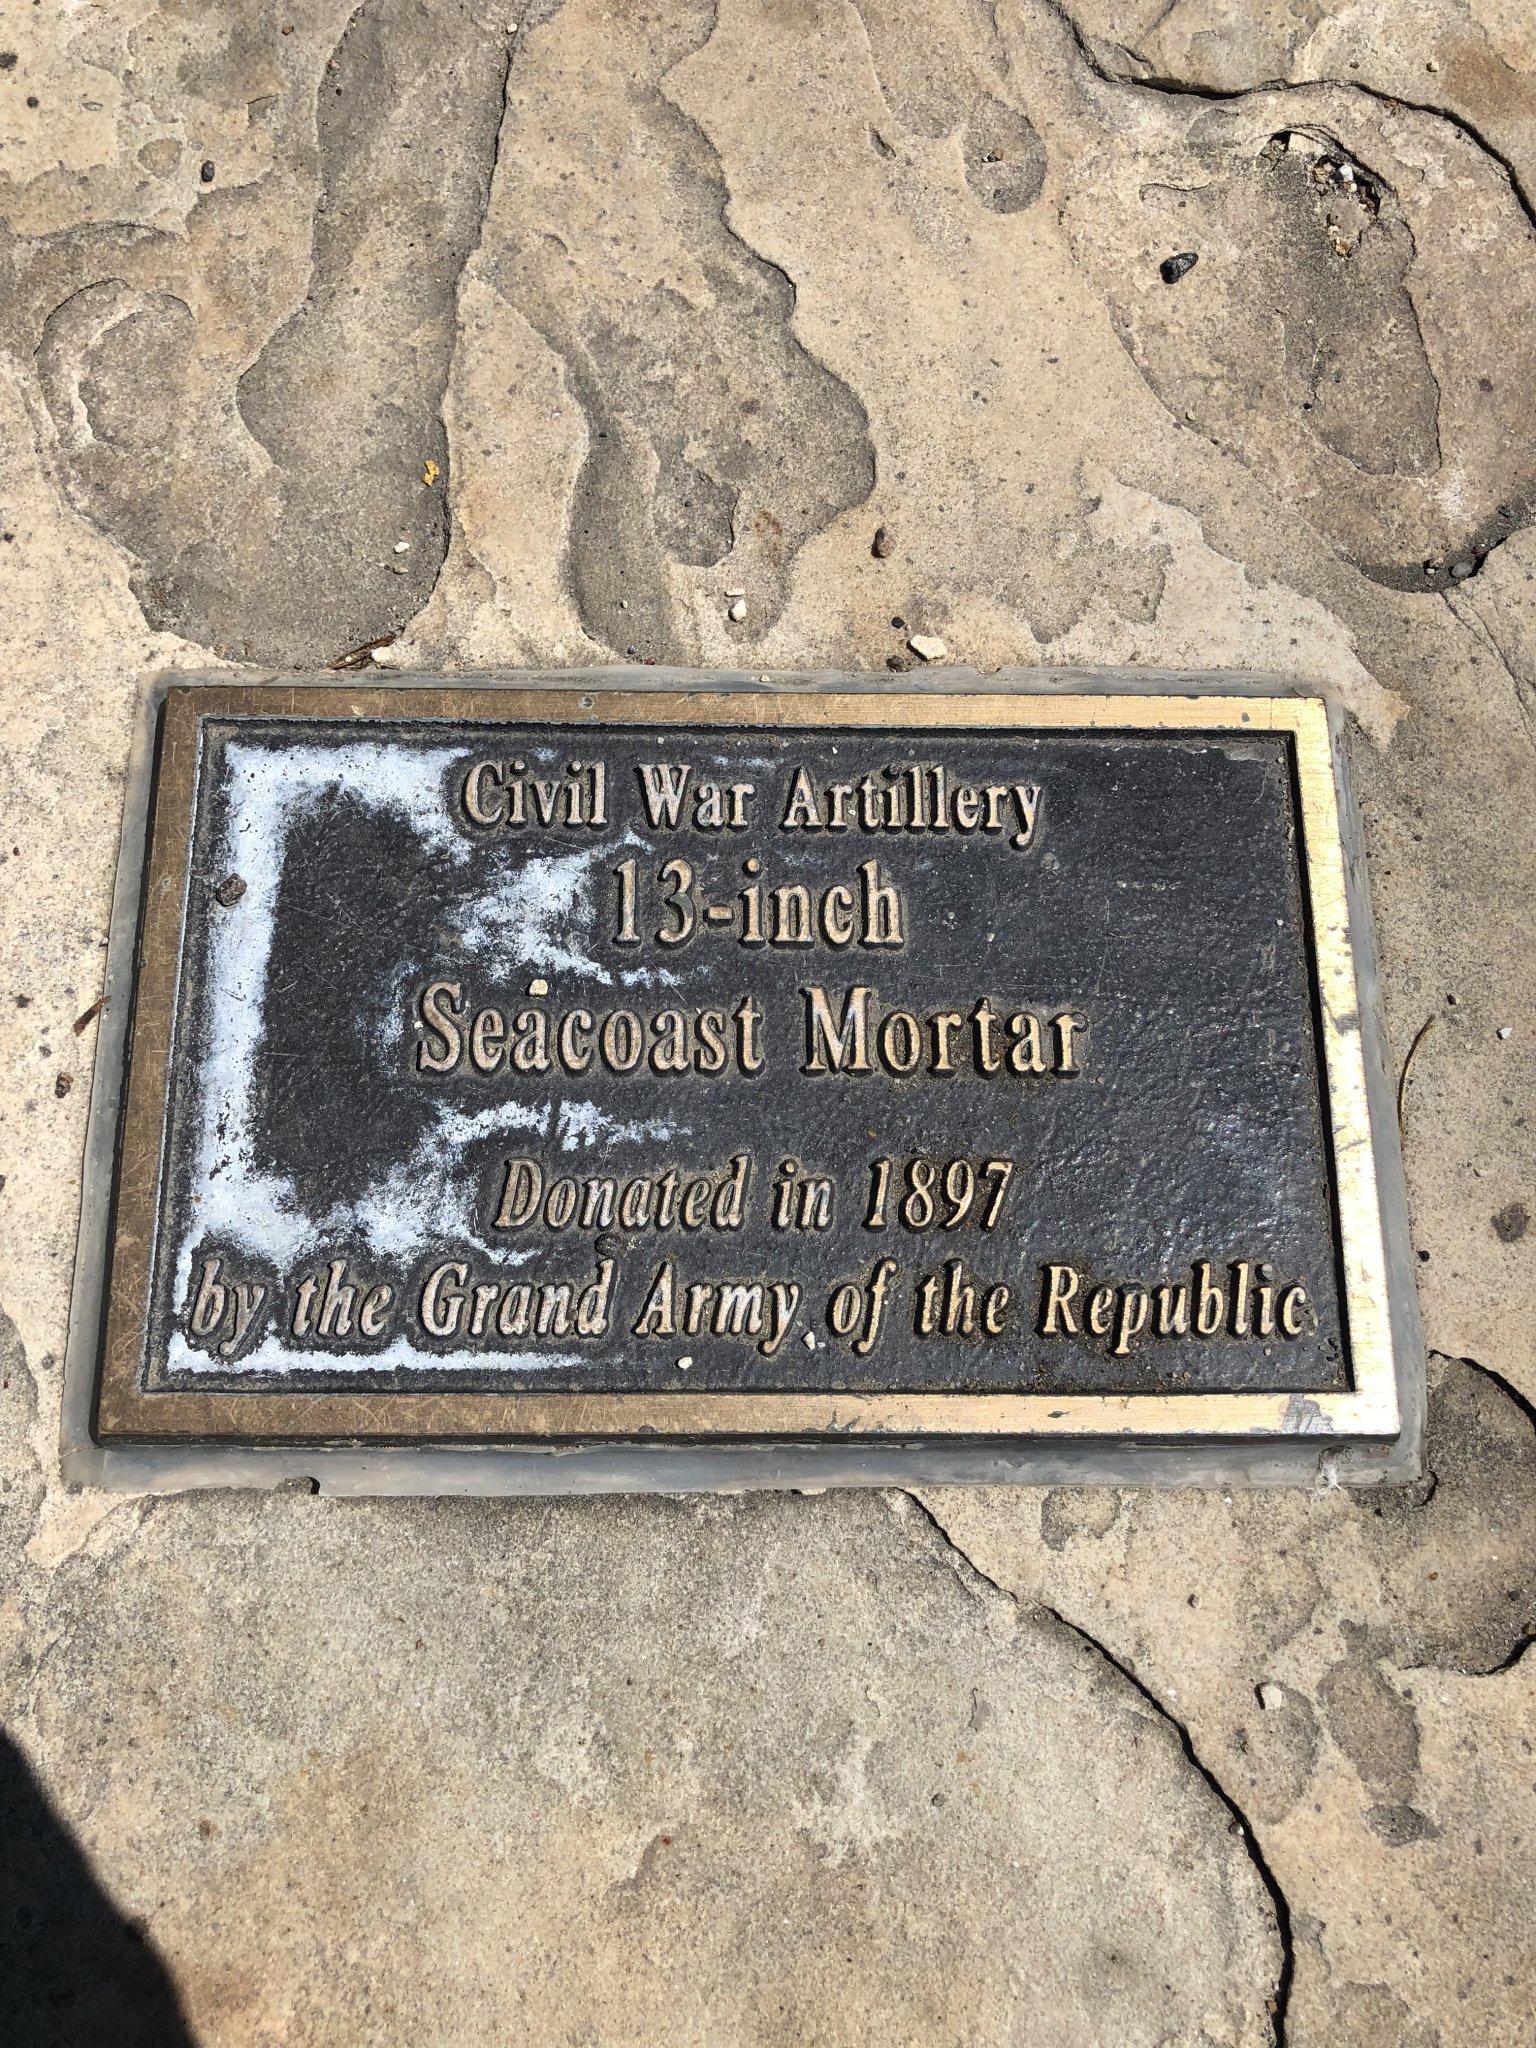 Civil War Artillery
13-inch
Seacoast Mortar
Donated in 1897
by the Grand Army of the Republic